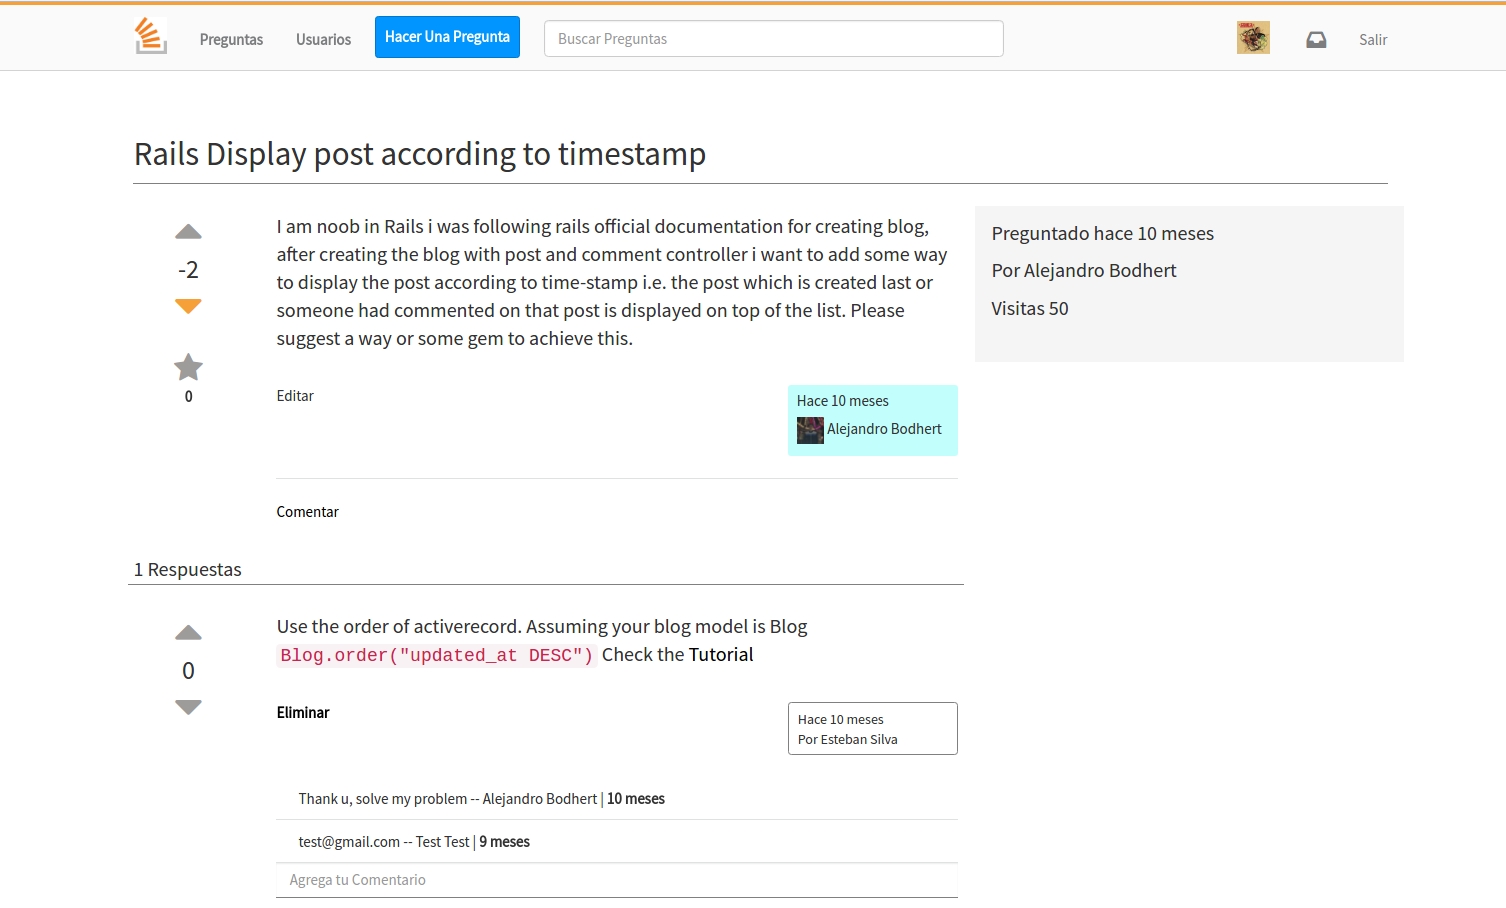 Preguntas Usuarios Hacer Una Pregunta Buscar Preguntas Salir
Rails Display post according to timestamp
-2
0
I am noob in Rails i was following rails official documentation for creating blog,
after creating the blog with post and comment controller i want to add some way
to display the post according to time-stamp i.e. the post which is created last or
someone had commented on that post is displayed on top of the list. Please
suggest a way or some gem to achieve this.
Editar
Hace 10 meses
Alejandro Bodhert
Comentar
Preguntado hace 10 meses
Por Alejandro Bodhert
Visitas 50
1 Respuestas
0
Use the order of activerecord. Assuming your blog model is Blog
Blog.order("updated_at DESC") Check the Tutorial
Eliminar
Hace 10 meses
Por Esteban Silva
Thank u, solve my problem -- Alejandro Bodhert | 10 meses
test@gmail.com -- Test Test | 9 meses
Agrega tu Comentario